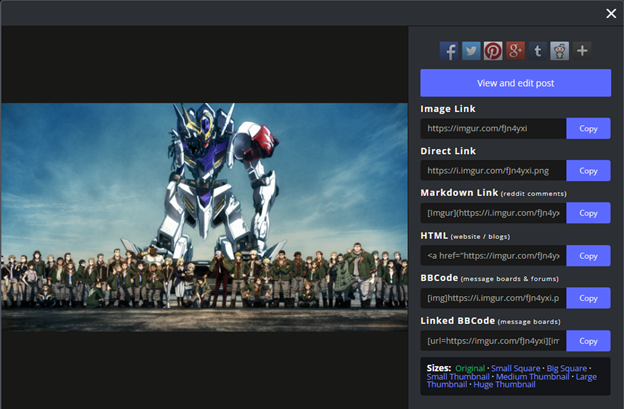 View and edit post
Image Link
https://imgur.com/fJn4yxi Copy
Direct Link
https://i.imgur.com/fJn4yxi.png Copy
Markdown Link (reddit comments)
[Imgur](https://i.imgur.com/fJn4yx Copy
HTML (website / blogs)
<a href="https://imgur.com/fJn4yx Copy
BBCode (message boards & forums)
[img]https://i.imgur.com/fJn4yxi.p Copy
Linked BBCode (message boards)
[url=https://imgur.com/fJn4yxi][im Copy
Sizes: Original • Small Square • Big Square •
Small Thumbnail • Medium Thumbnail • Large
Thumbnail • Huge Thumbnail